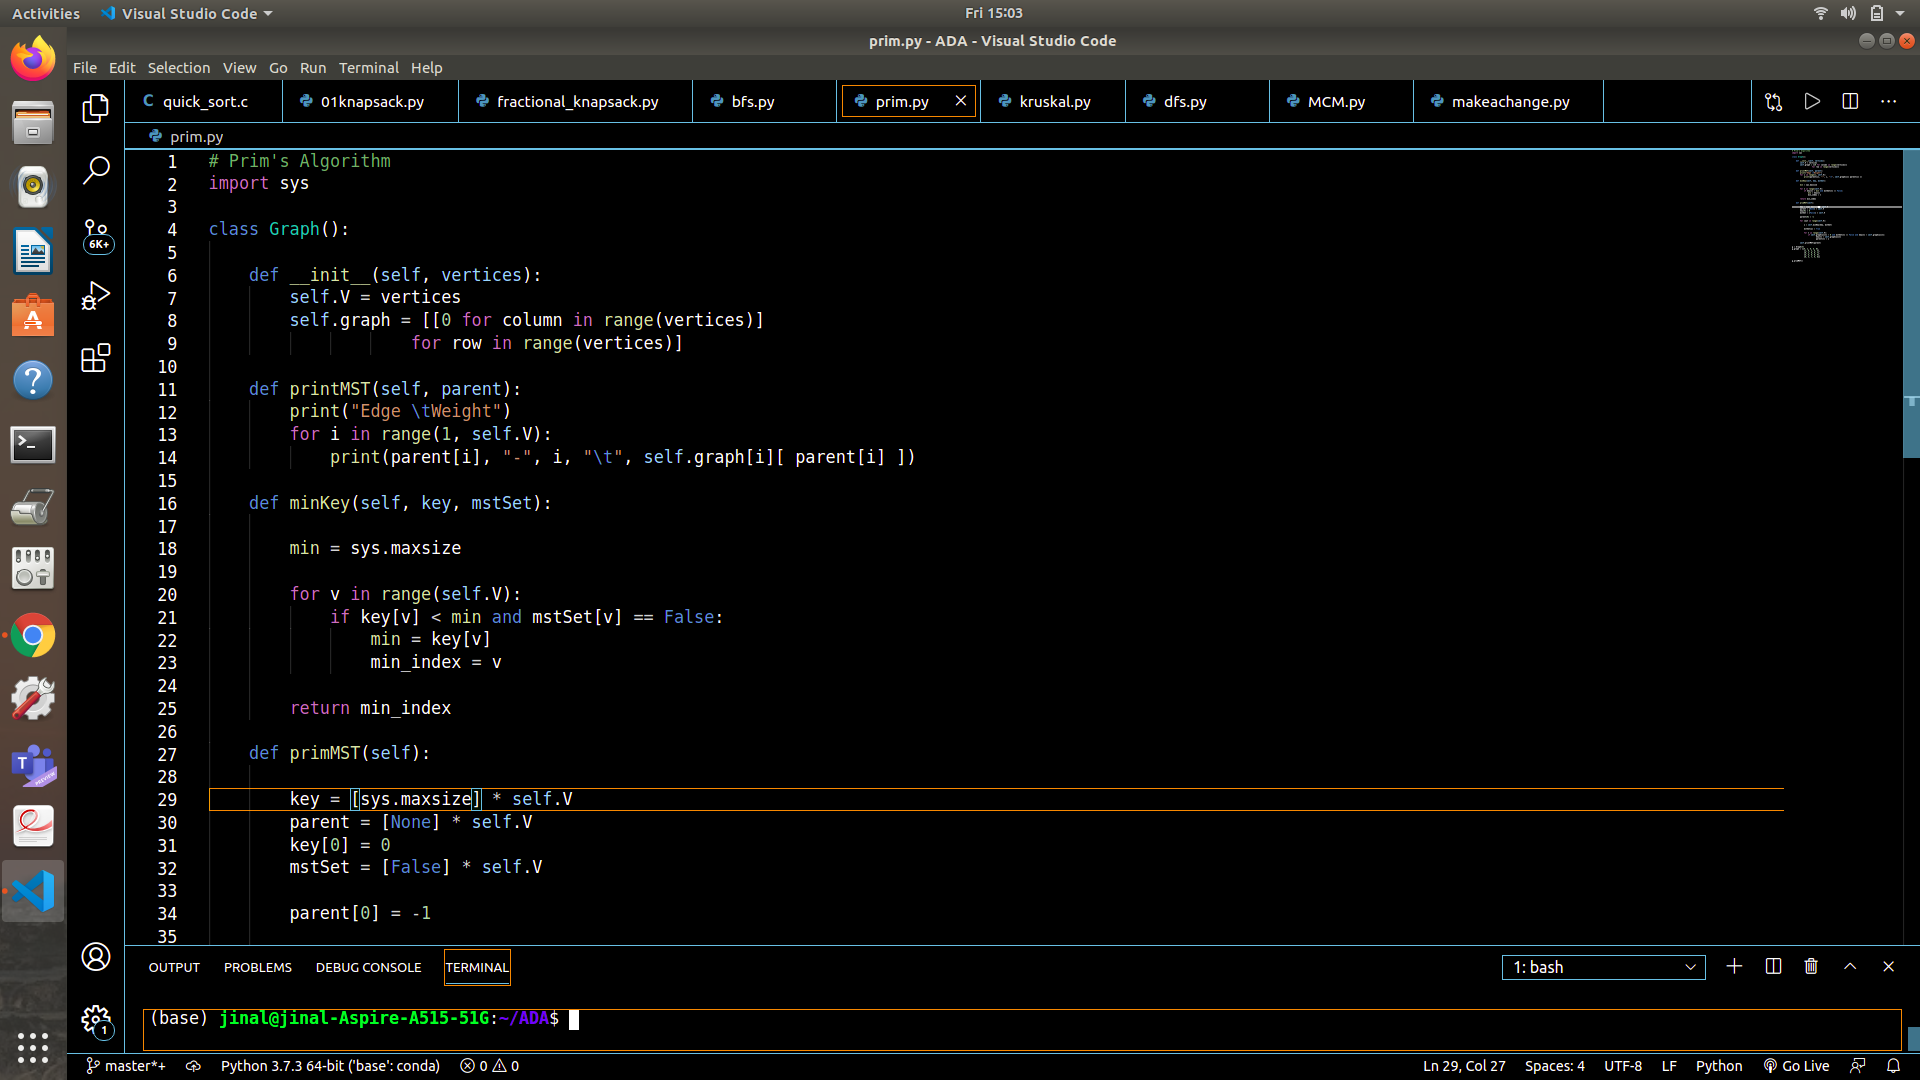 Activities
Visual Studio Code
Fri 15:03
prim.py - ADA - Visual Studio Code
File Edit Selection View Go Run Terminal Help
C quick_sort.c 01knapsack.py fractional_knapsack.py bfs.py prim.py kruskal.py dfs.py MCM.py makeachange.py
prim.py
6K+
1 # Prim's Algorithm
2 import sys
3
4 class Graph():
5
6     def __init__(self, vertices):
7         self.V = vertices
8         self.graph = [[0 for column in range(vertices)]
9                     for row in range(vertices)]
10
11     def printMST(self, parent):
12         print("Edge \tWeight")
13         for i in range(1, self.V):
14             print(parent[i], "-", i, "\t", self.graph[i][ parent[i] ])
15
16     def minKey(self, key, mstSet):
17
18         min = sys.maxsize
19
20         for v in range(self.V):
21             if key[v] < min and mstSet[v] == False:
22                 min = key[v]
23                 min_index = v
24
25         return min_index
26
27     def primMST(self):
28
29         key = [sys.maxsize] * self.V
30         parent = [None] * self.V
31         key[0] = 0
32         mstSet = [False] * self.V
33
34         parent[0] = -1
35
OUTPUT PROBLEMS DEBUG CONSOLE TERMINAL
1: bash
(base) jinal@jinal-Aspire-A515-51G:~/ADA$
1
master*+ Python 3.7.3 64-bit ('base': conda) 0 0
Ln 29, Col 27 Spaces: 4 UTF-8 LF Python Go Live